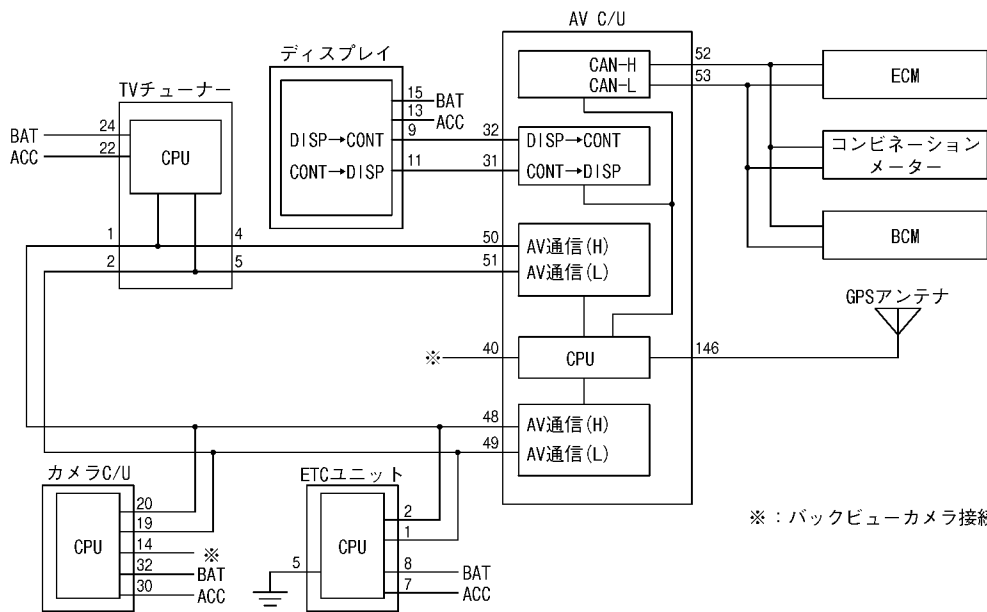 AV C/U
ディスプレイ
TVチューナー
CAN-H
CAN-L
52
53
ECM
15
BAT
13
ACC
9
DISP→CONT
11
CONT→DISP
32
DISP→CONT
31
CONT→DISP
コンビネーション
メーター
BCM
BAT
24
ACC
22
CPU
1
4
2
5
50
AV通信(H)
51
AV通信(L)
GPSアンテナ
※
40
CPU
146
48
AV通信(H)
49
AV通信(L)
カメラC/U
CPU
20
19
14
※
32
BAT
30
ACC
ETCユニット
CPU
2
1
5
8
BAT
7
ACC
※：バックビューカメラ接続